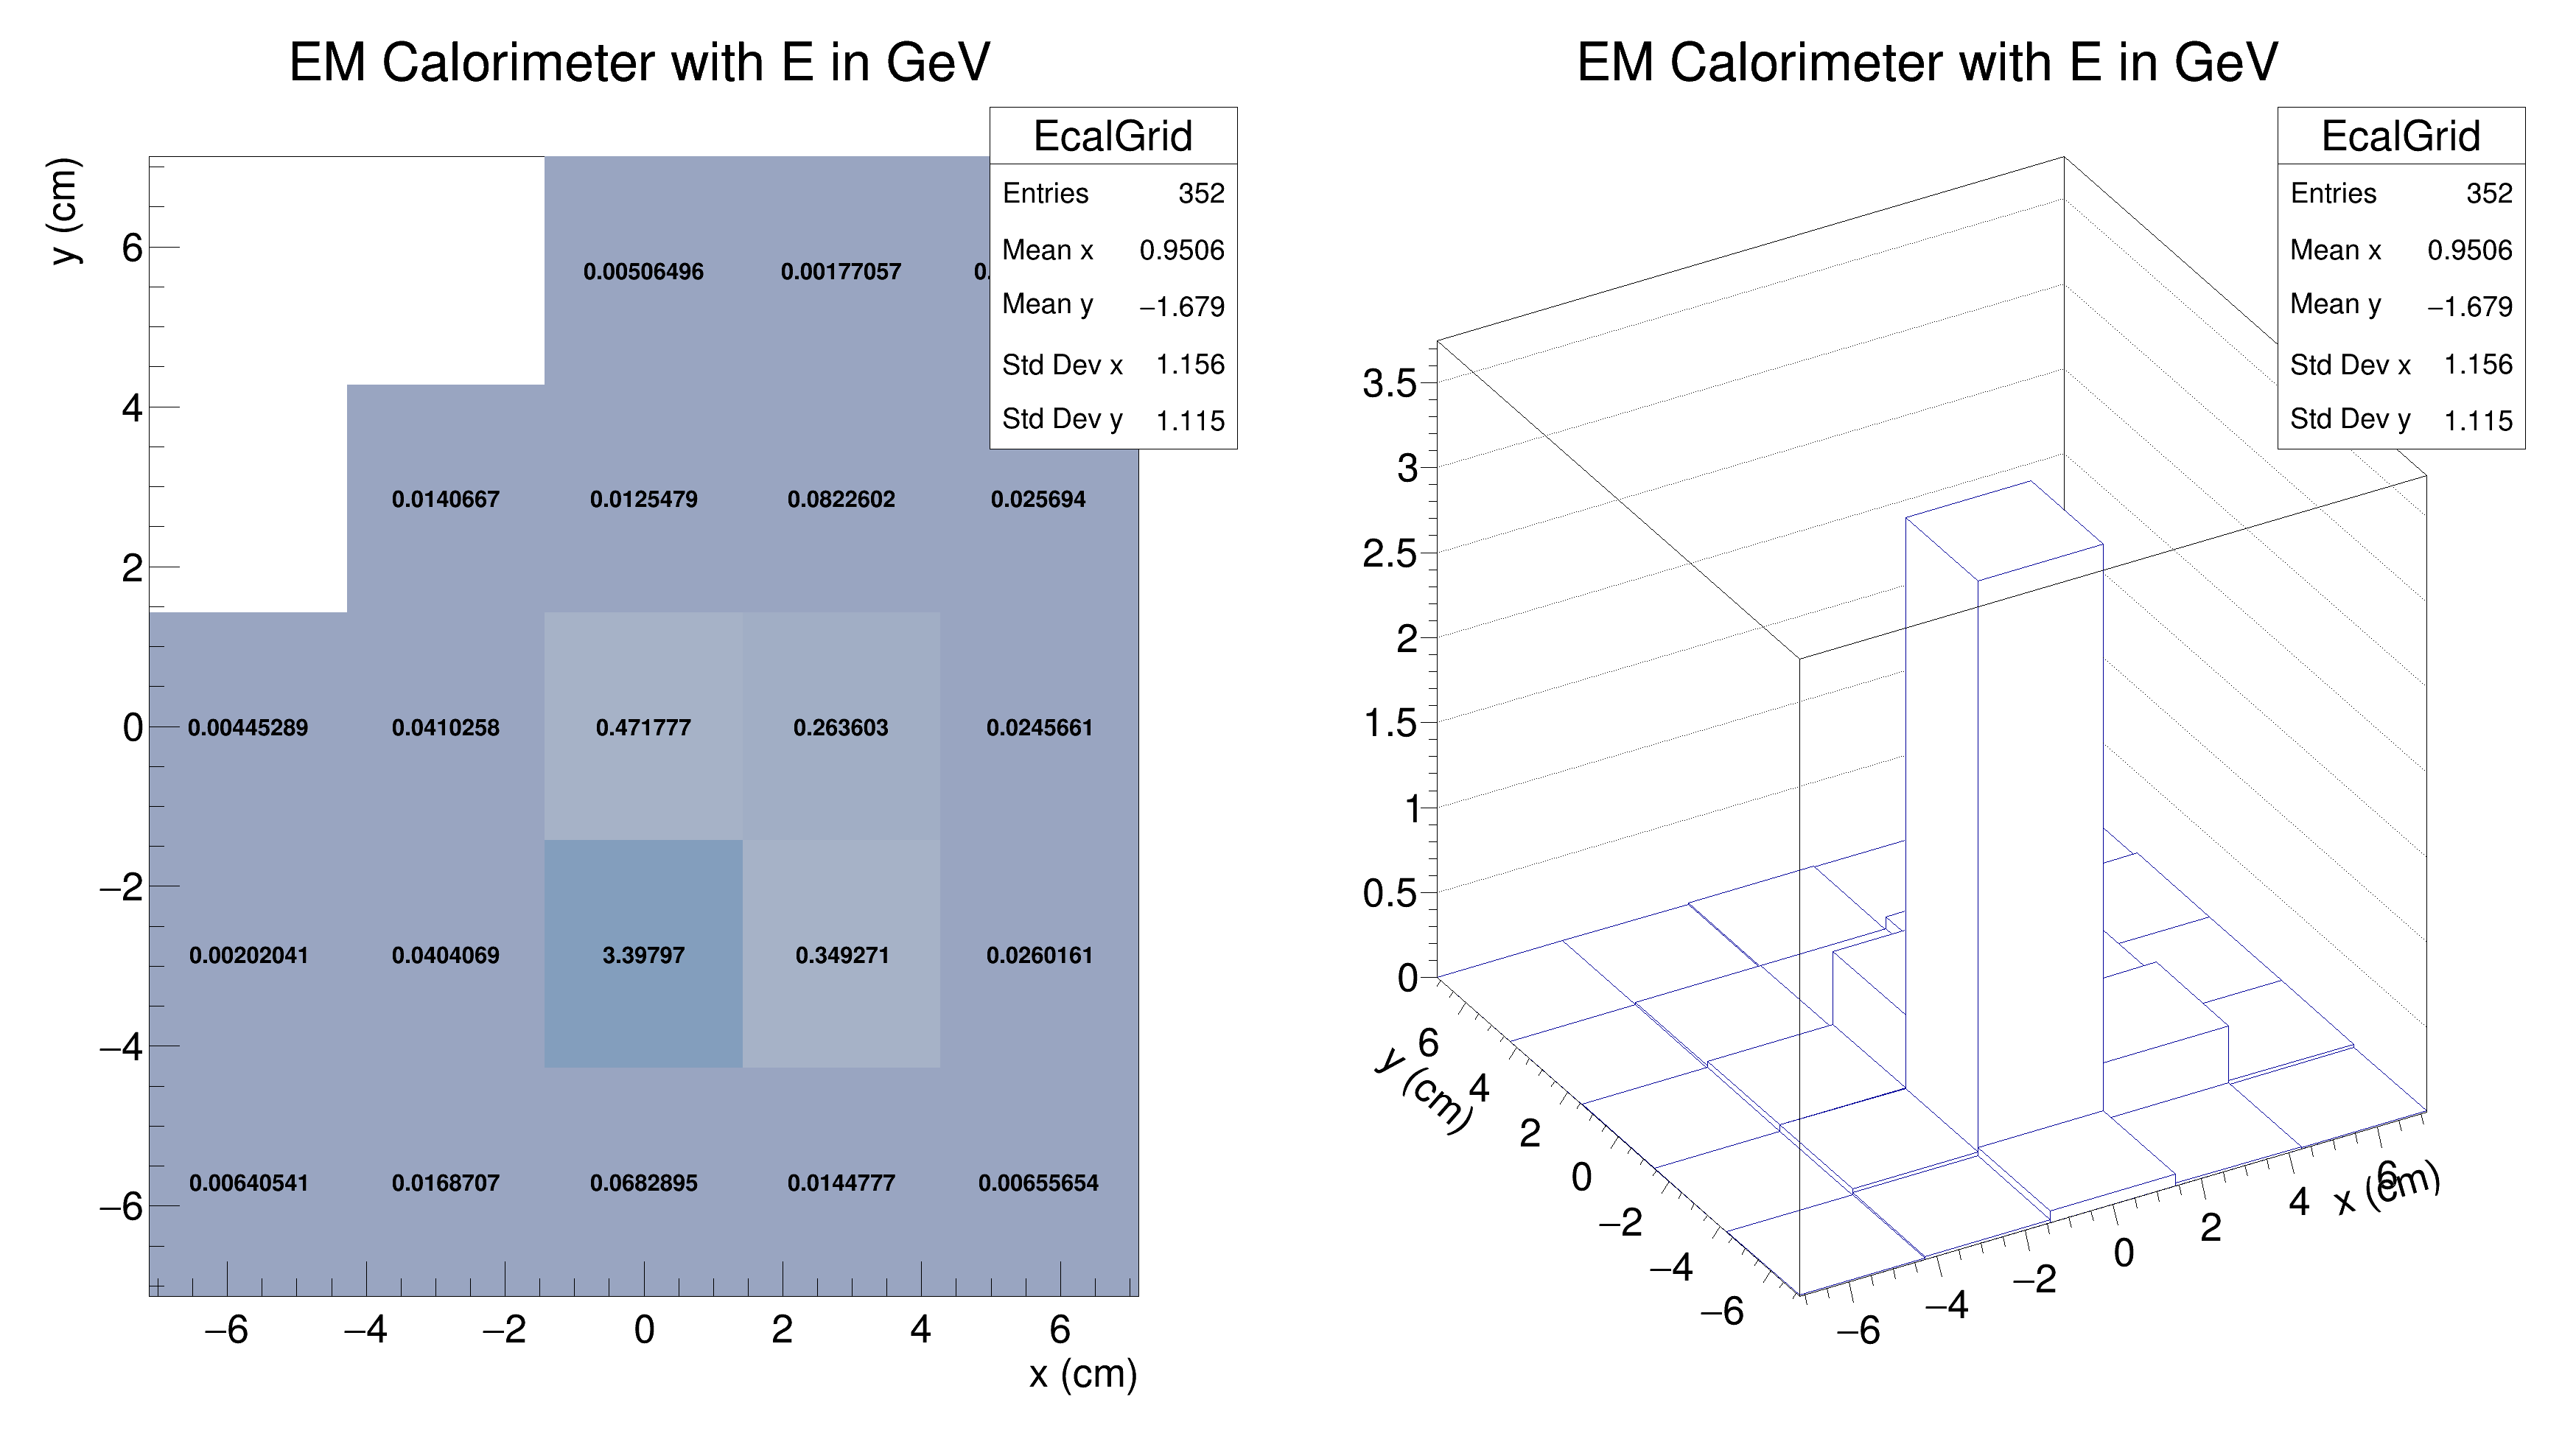 EM Calorimeter with E in GeV
EcalGrid
Entries 352
Mean x 0.9506
Mean y −1.679
Std Dev x 1.156
Std Dev y 1.115
y (cm)
6
4
2
0
−2
−4
−6
0.00506496 0.00177057 0.
0.0140667 0.0125479 0.0822602 0.025694
0.00445289 0.0410258 0.471777 0.263603 0.0245661
0.00202041 0.0404069 3.39797 0.349271 0.0260161
0.00640541 0.0168707 0.0682895 0.0144777 0.00655654
−6 −4 −2 0 2 4 6
x (cm)
EM Calorimeter with E in GeV
EcalGrid
Entries 352
Mean x 0.9506
Mean y −1.679
Std Dev x 1.156
Std Dev y 1.115
3.5
3
2.5
2
1.5
1
0.5
0
y (cm)
6
4
2
0
−2
−4
−6
−6 −4 −2 0 2 4 6
x (cm)